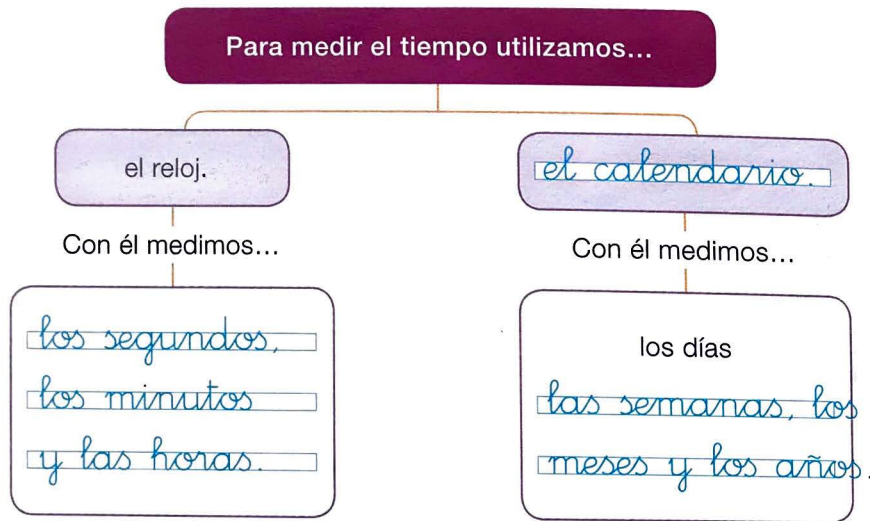 Para medir el tiempo utilizamos...
el reloj.
el calendario.
Con él medimos...
Con él medimos...
los segundos,
los minutos
y las horas.
los días
las semanas, los
meses y los años.